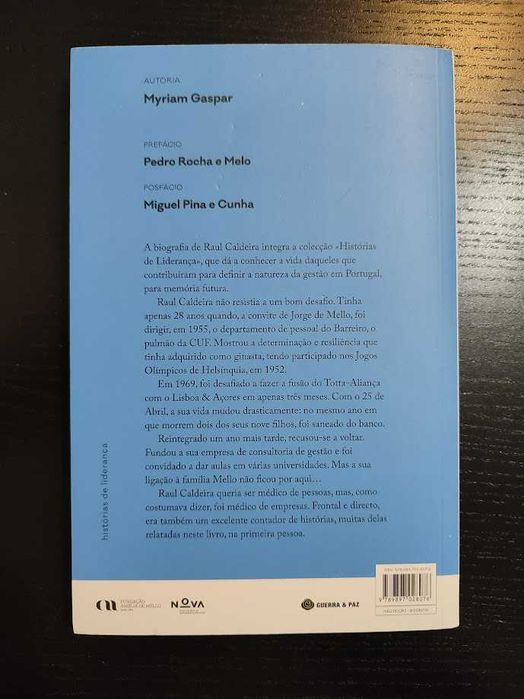 AUTORIA
Myriam Gaspar
PREFÁCIO
Pedro Rocha e Melo
POSFÁCIO
Miguel Pina e Cunha
A biografia de Raul Caldeira integra a colecção «Histórias
de Liderança», que dá a conhecer a vida daqueles que
contribuíram para definir a natureza da gestão em Portugal,
para memória futura.
Raul Caldeira não resistia a um bom desafio. Tinha
apenas 28 anos quando, a convite de Jorge de Mello, foi
dirigir, em 1955, o departamento de pessoal do Barreiro, o
pulmão da CUF. Mostrou a determinação e resiliência que
tinha adquirido como ginasta, tendo participado nos Jogos
Olímpicos de Helsínquia, em 1952.
Em 1969, foi desafiado a fazer a fusão do Totta-Aliança
com o Lisboa & Açores em apenas três meses. Com o 25 de
Abril, a sua vida mudou drasticamente: no mesmo ano em
que morrem dois dos seus nove filhos, foi saneado do banco.
Reintegrado um ano mais tarde, recusou-se a voltar.
Fundou a sua empresa de consultoria de gestão e foi
convidado a dar aulas em várias universidades. Mas a sua
ligação à família Mello não ficou por aqui…
Raul Caldeira queria ser médico de pessoas, mas, como
costumava dizer, foi médico de empresas. Frontal e directo,
era também um excelente contador de histórias, muitas delas
relatadas neste livro, na primeira pessoa.
histórias de liderança
FUNDAÇÃO
AMÉLIA DE MELLO
NOVA
GUERRA & PAZ
9 789897 028076